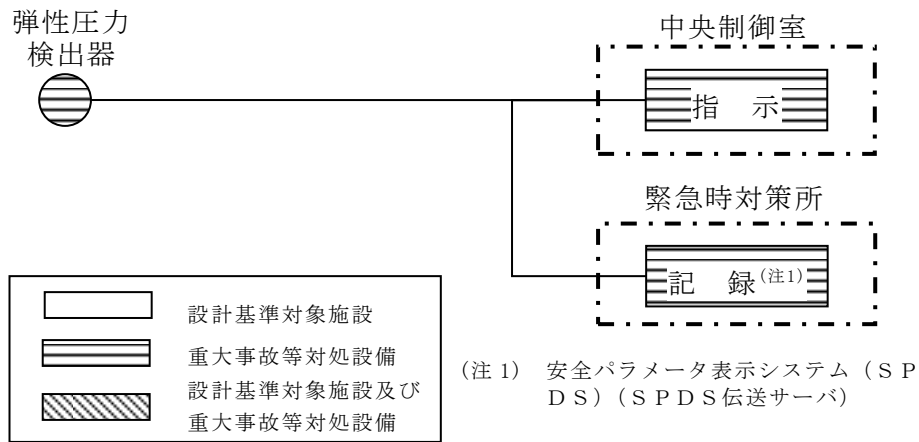 弾性圧力
検出器
中央制御室
指　示
緊急時対策所
記　録(注1)
設計基準対象施設
重大事故等対処設備
設計基準対象施設及び
重大事故等対処設備
(注 1)　安全パラメータ表示システム（ＳＰ
ＤＳ）（ＳＰＤＳ伝送サーバ）